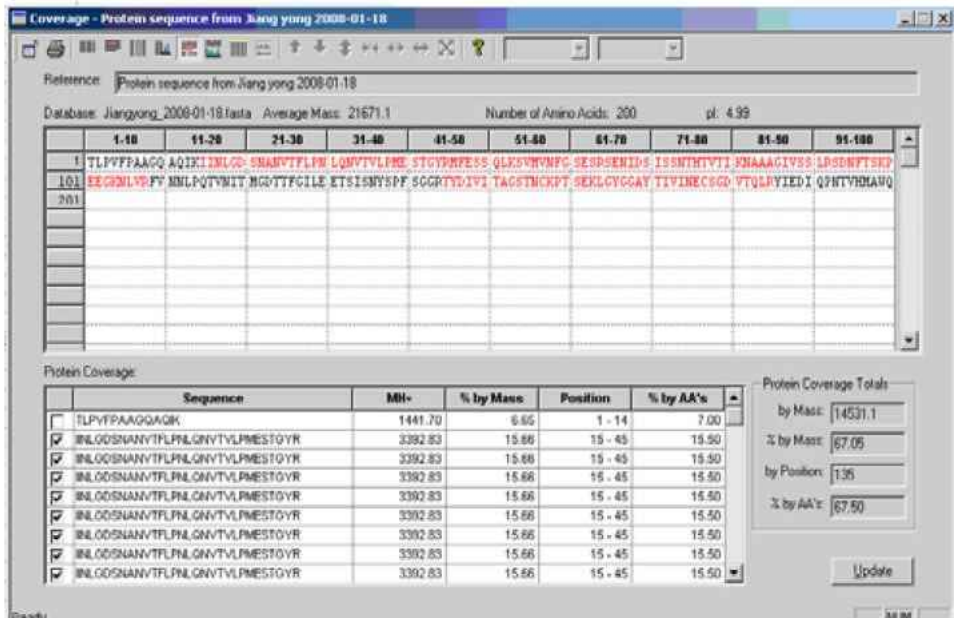 Coverage - Protein sequence from Jiang yong 2008-01-18
Reference: Protein sequence from Jiang yong 2008-01-18
Database: Jiangyong_2008-01-18.fasta Average Mass: 21671.1 Number of Amino Acids: 200 pI: 4.99
1-10 11-20 21-30 31-40 41-50 51-60 61-70 71-80 81-90 91-100
1 TLPVFPAAGQ AQIKIINLGD SNANVTFLPN LQNVTVLPME STGYRMFESS QLKSVMVNFG SESPSENIDS ISSNTHTVTI KNAAAGIVSS LPSDNFTSKP
101 EEGKNLVRFV NNLPQTVNIT MGDTTFGILE ETSISNYSPF SGGRTYDIVI TAGSTNCKPT SEKLGYGGAY TIVINECSGD VTQLRYIEDI QPNTVHMAWQ
201
Protein Coverage:
Sequence MH+ % by Mass Position % by AA's
TLPVFPAAGQAQIK 1441.70 6.65 1 - 14 7.00
IINLGDSNANVTFLPNLQNVTVLPMESTGYR 3392.83 15.66 15 - 45 15.50
IINLGDSNANVTFLPNLQNVTVLPMESTGYR 3392.83 15.66 15 - 45 15.50
IINLGDSNANVTFLPNLQNVTVLPMESTGYR 3392.83 15.66 15 - 45 15.50
IINLGDSNANVTFLPNLQNVTVLPMESTGYR 3392.83 15.66 15 - 45 15.50
IINLGDSNANVTFLPNLQNVTVLPMESTGYR 3392.83 15.66 15 - 45 15.50
IINLGDSNANVTFLPNLQNVTVLPMESTGYR 3392.83 15.66 15 - 45 15.50
IINLGDSNANVTFLPNLQNVTVLPMESTGYR 3392.83 15.66 15 - 45 15.50
IINLGDSNANVTFLPNLQNVTVLPMESTGYR 3392.83 15.66 15 - 45 15.50
Protein Coverage Totals
by Mass: 14531.1
% by Mass: 67.05
by Position: 135
% by AA's: 67.50
Update
Ready NUM